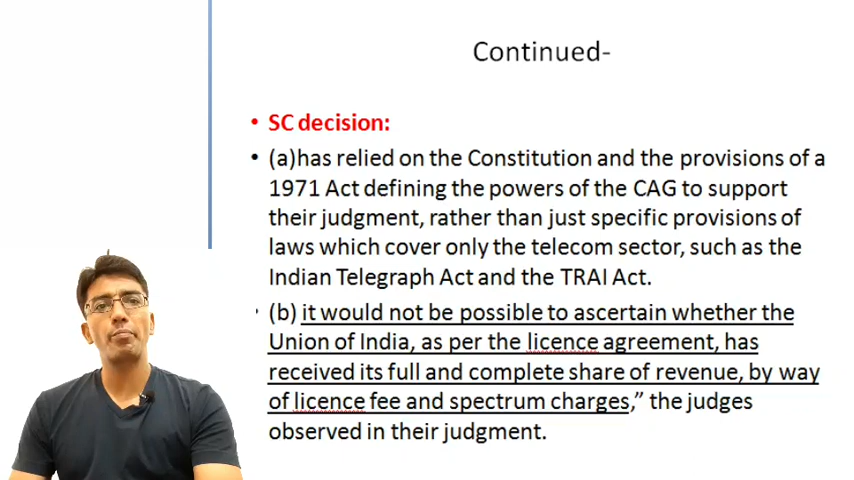 Continued-
• SC decision:
• (a)has relied on the Constitution and the provisions of a
1971 Act defining the powers of the CAG to support
their judgment, rather than just specific provisions of
laws which cover only the telecom sector, such as the
Indian Telegraph Act and the TRAI Act.
• (b) it would not be possible to ascertain whether the
Union of India, as per the licence agreement, has
received its full and complete share of revenue, by way
of licence fee and spectrum charges,” the judges
observed in their judgment.